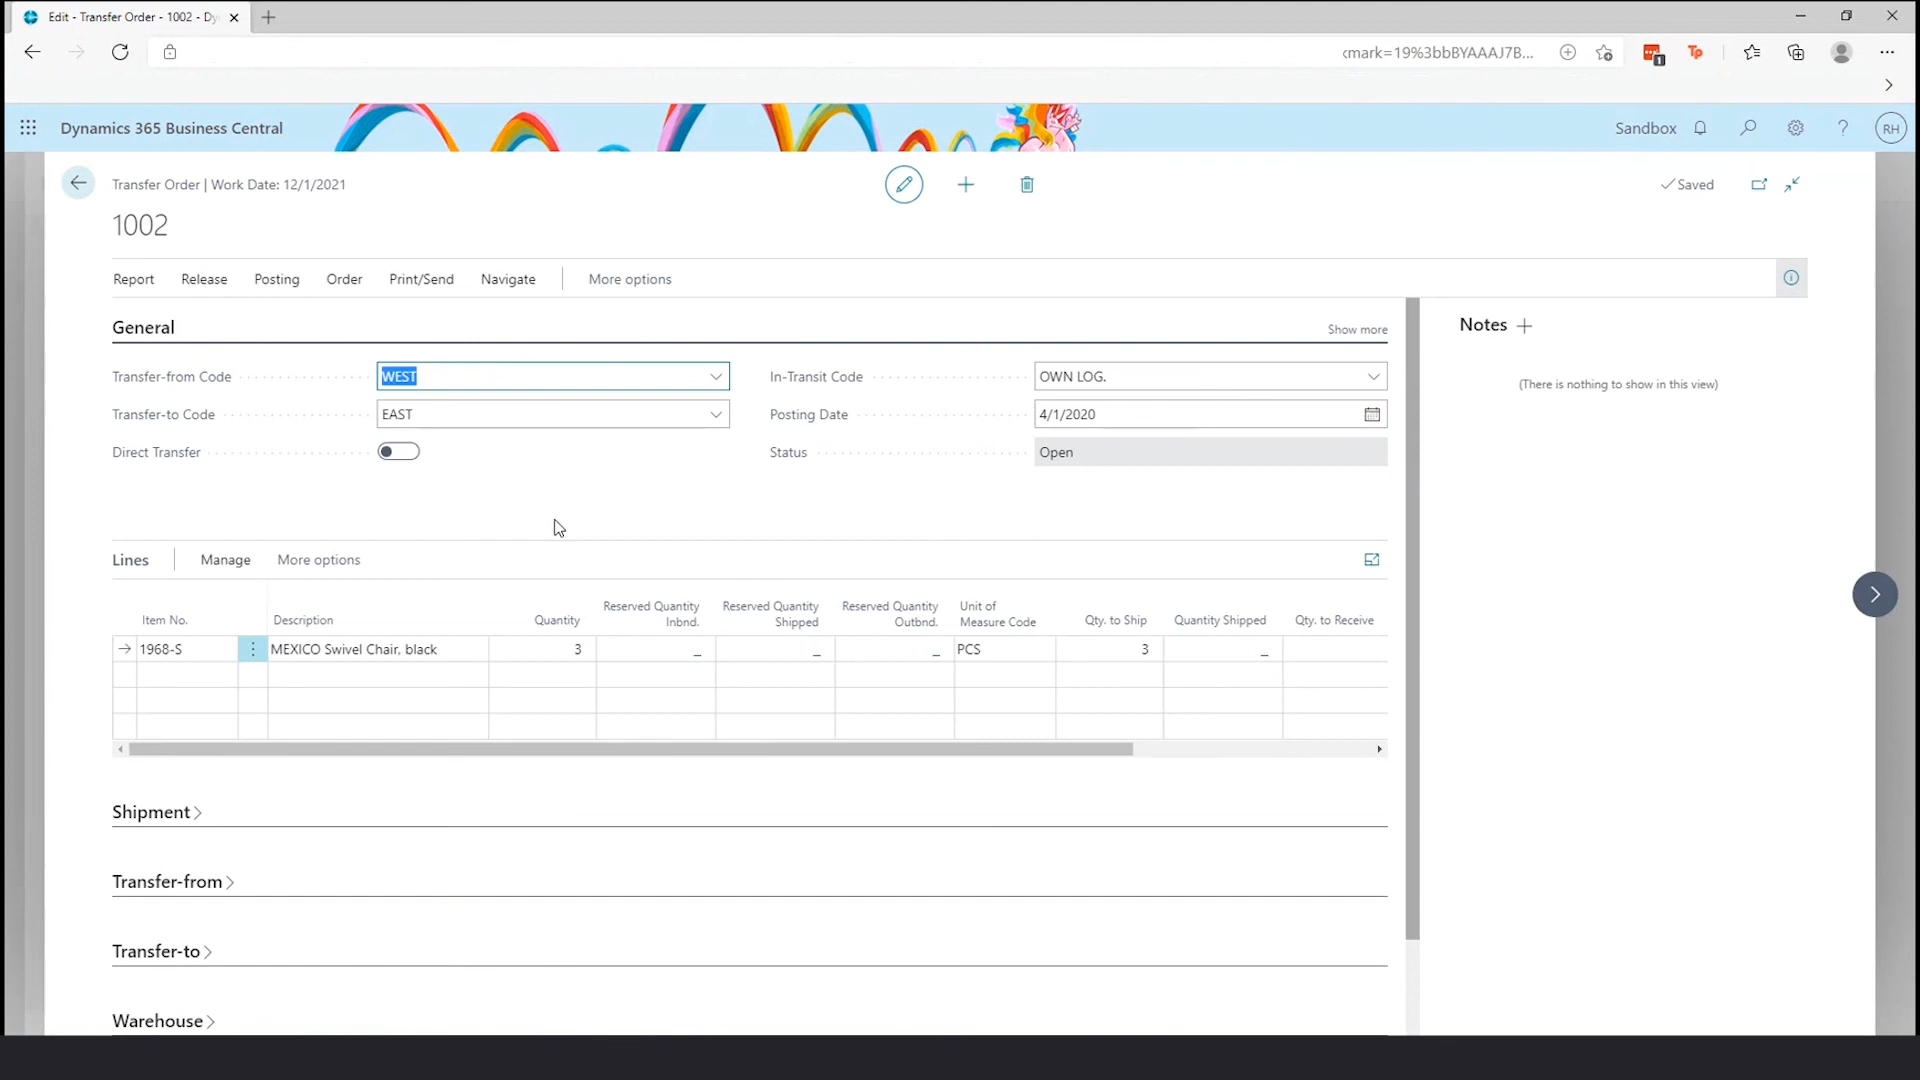 Edit - Transfer Order - 1002 - Dy
kmark=19%3bbBYAAAJ7B...
1
Tp
Dynamics 365 Business Central
Sandbox
?
RH
Transfer Order | Work Date: 12/1/2021
Saved
1002
Report Release Posting Order Print/Send Navigate More options
General
Show more
Transfer-from Code WEST
In-Transit Code OWN LOG.
Transfer-to Code EAST
Posting Date 4/1/2020
Direct Transfer
Status Open
Notes
(There is nothing to show in this view)
Lines Manage More options
Item No. Description Quantity Reserved Quantity Inbnd. Reserved Quantity Shipped Reserved Quantity Outbnd. Unit of Measure Code Qty. to Ship Quantity Shipped Qty. to Receive
1968-S MEXICO Swivel Chair, black 3 _ _ _ PCS 3 _
Shipment
Transfer-from
Transfer-to
Warehouse